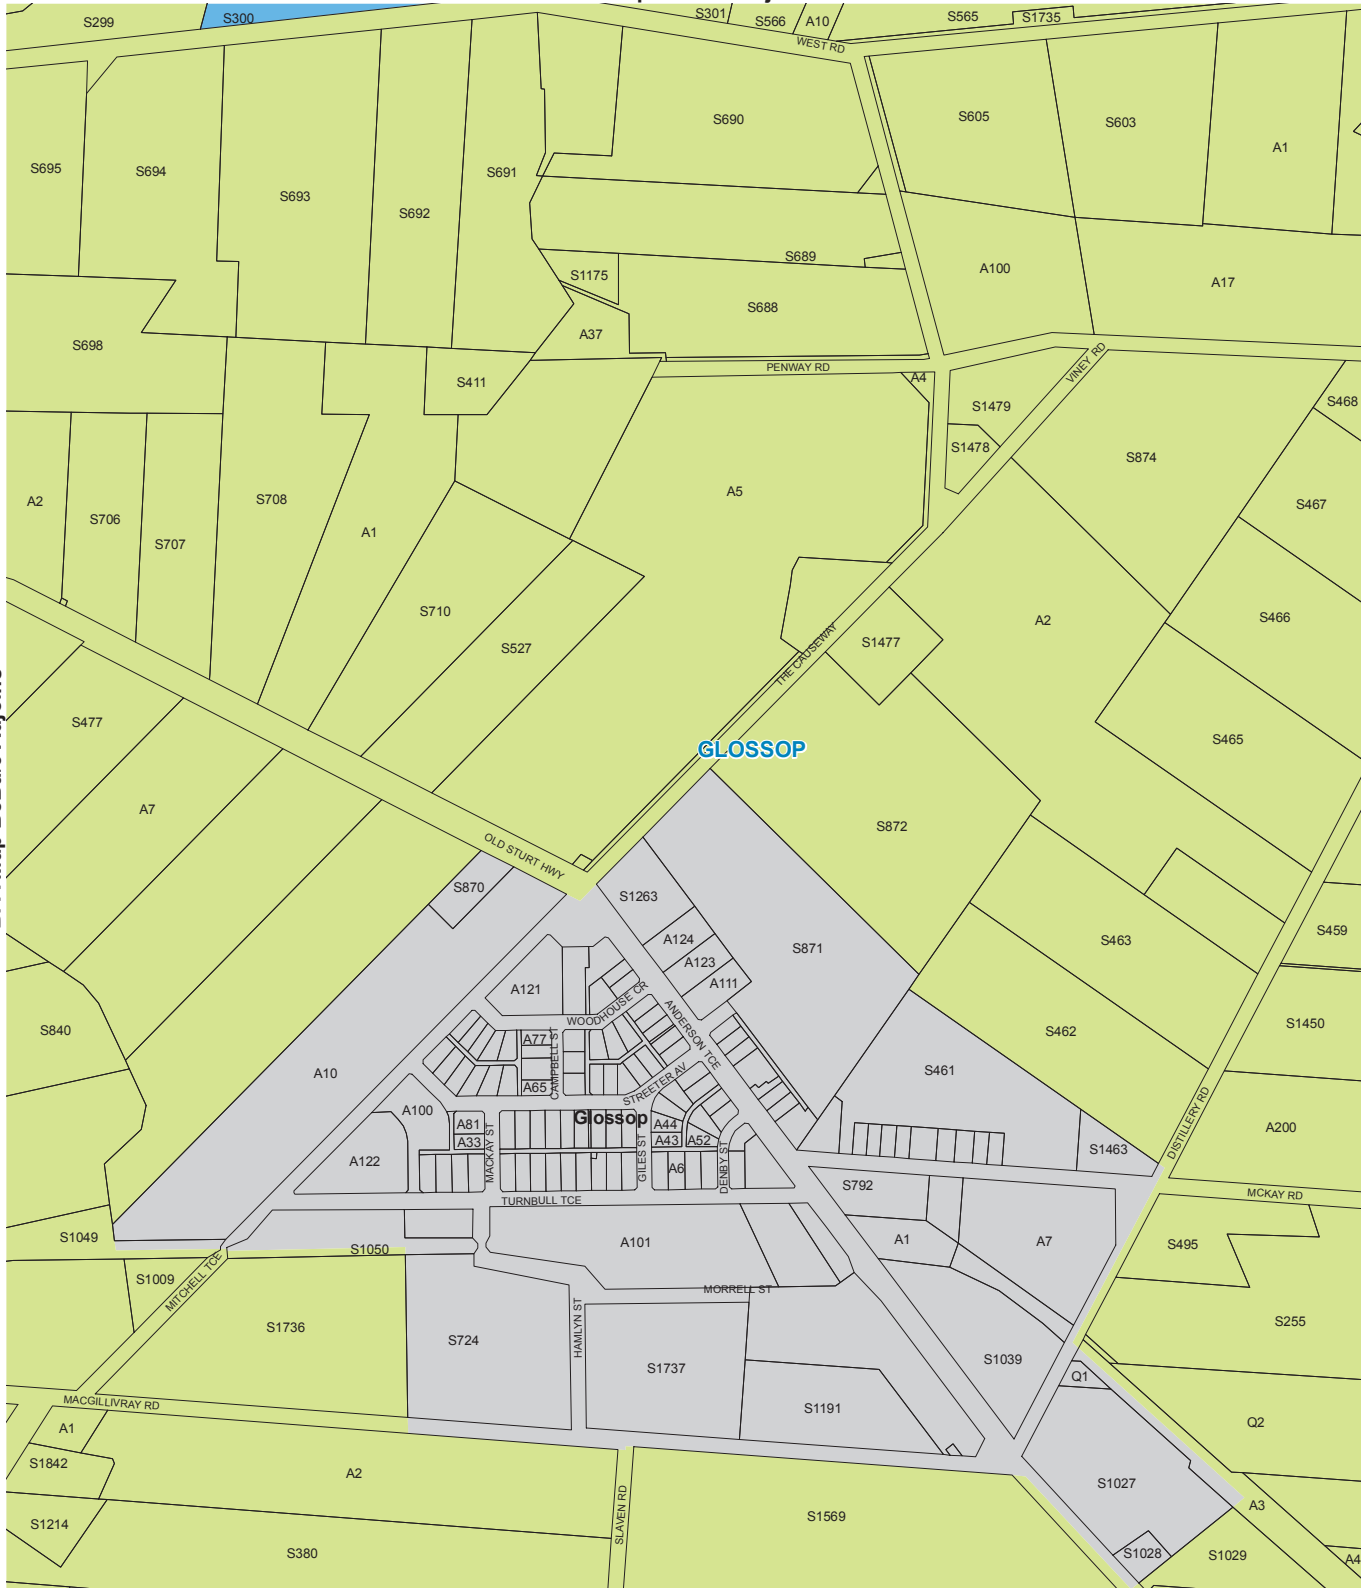 S299
S300
S301
S566
A10
S565
S1735
WEST RD
S690
S605
S603
A1
S695
S694
S693
S692
S691
S689
A100
A17
S1175
S688
A37
S698
PENWAY RD
VINEY RD
A4
S411
S1479
S468
S1478
S874
A2
S706
S707
S708
A1
A5
S467
S710
S527
THE CAUSEWAY
S1477
A2
S466
S477
GLOSSOP
S465
A7
OLD STURT HWY
S872
S870
S1263
A124
A123
A111
S871
S463
S459
A121
WOODHOUSE CR
ANDERSON TCE
S840
A77
CAMPBELL ST
A65
STREETER AV
S462
S1450
A10
S461
A100
A81
A33
MACKAY ST
Glossop
A44
A43
A52
GILES ST
DENBY ST
A6
A122
S1463
DISTILLERY RD
A200
TURNBULL TCE
S792
MCKAY RD
S1049
S1050
A101
A1
A7
S495
S1009
MITCHELL TCE
MORRELL ST
S1736
S724
HAMLYN ST
S1737
S1039
S255
Q1
MACGILLIVRAY RD
S1191
Q2
A1
S1842
A2
S1027
A3
S1214
SLAVEN RD
S1569
S380
S1028
S1029
A4